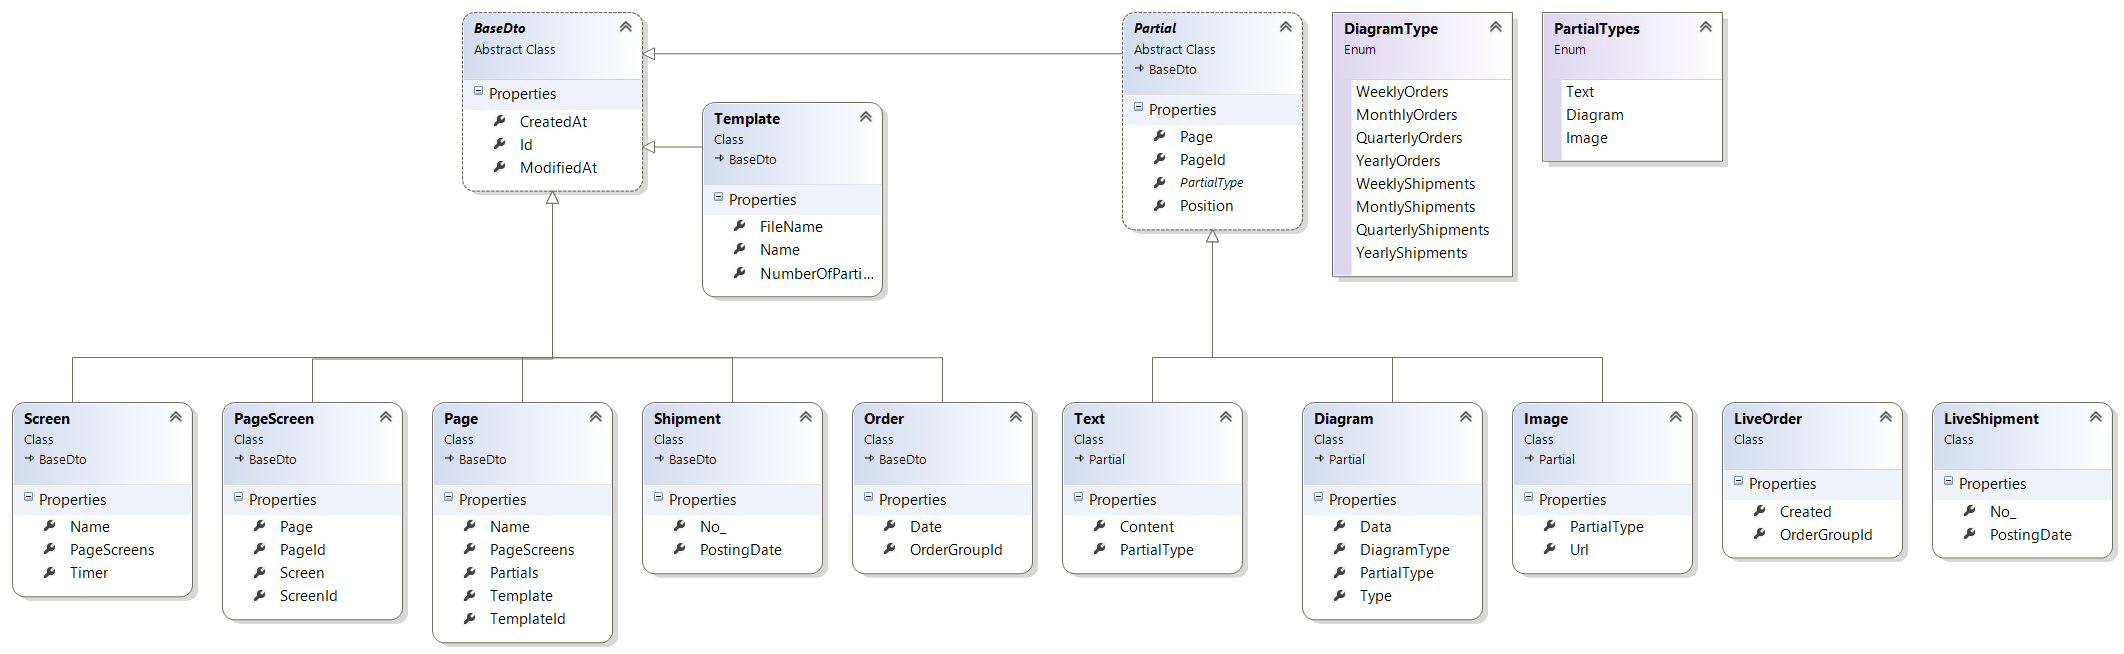 BaseDto
Abstract Class
Properties
CreatedAt
Id
ModifiedAt
Template
Class
BaseDto
Properties
FileName
Name
NumberOfParti...
Partial
Abstract Class
BaseDto
Properties
Page
PageId
PartialType
Position
DiagramType
Enum
WeeklyOrders
MonthlyOrders
QuarterlyOrders
YearlyOrders
WeeklyShipments
MontlyShipments
QuarterlyShipments
YearlyShipments
PartialTypes
Enum
Text
Diagram
Image
Screen
Class
BaseDto
Properties
Name
PageScreens
Timer
PageScreen
Class
BaseDto
Properties
Page
PageId
Screen
ScreenId
Page
Class
BaseDto
Properties
Name
PageScreens
Partials
Template
TemplateId
Shipment
Class
BaseDto
Properties
No_
PostingDate
Order
Class
BaseDto
Properties
Date
OrderGroupId
Text
Class
Partial
Properties
Content
PartialType
Diagram
Class
Partial
Properties
Data
DiagramType
PartialType
Type
Image
Class
Partial
Properties
PartialType
Url
LiveOrder
Class
Properties
Created
OrderGroupId
LiveShipment
Class
Properties
No_
PostingDate